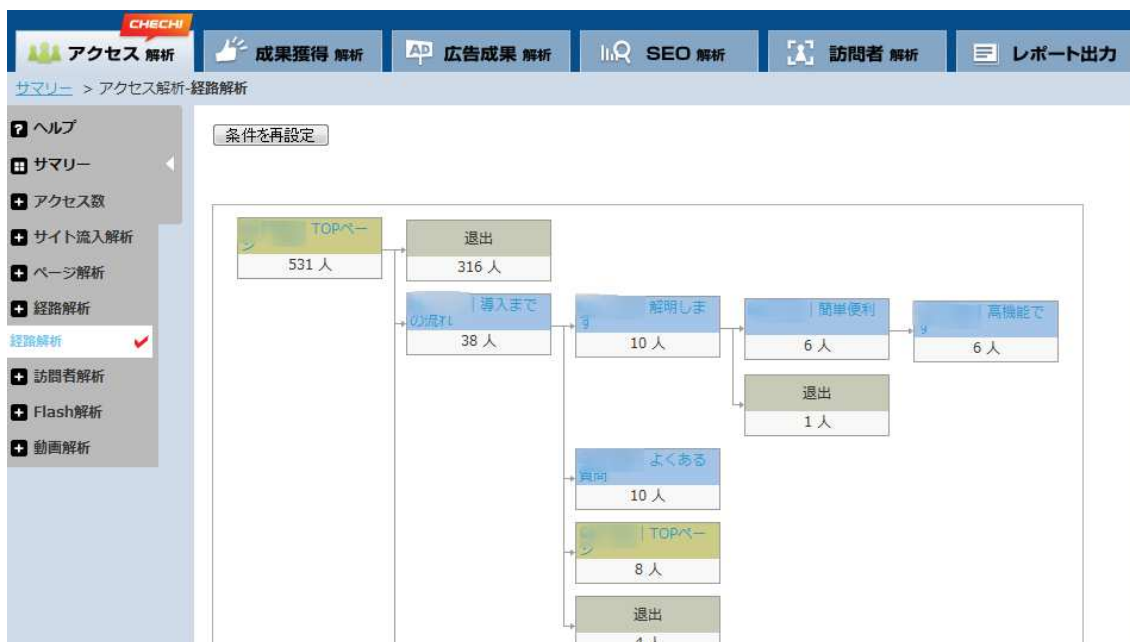 CHECH!
アクセス 解析
成果獲得 解析
AD 広告成果 解析
SEO 解析
訪問者 解析
レポート出力
サマリー > アクセス解析-経路解析
ヘルプ
サマリー
アクセス数
サイト流入解析
ページ解析
経路解析
経路解析
訪問者解析
Flash解析
動画解析
条件を再設定
TOPペー
ジ
531 人
退出
316 人
|導入まで
の流れ
38 人
解明しま
す
10 人
|簡単便利
6 人
|高機能で
す
6 人
退出
1 人
よくある
質問
10 人
|TOPペー
ジ
8 人
退出